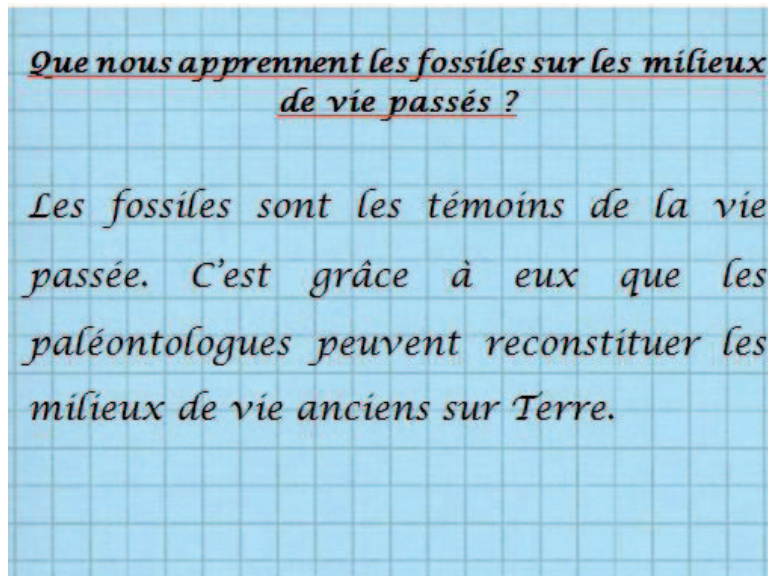 Que nous apprennent les fossiles sur les milieux
de vie passés ?
Les fossiles sont les témoins de la vie
passée. C'est grâce à eux que les
paléontologues peuvent reconstituer les
milieux de vie anciens sur Terre.